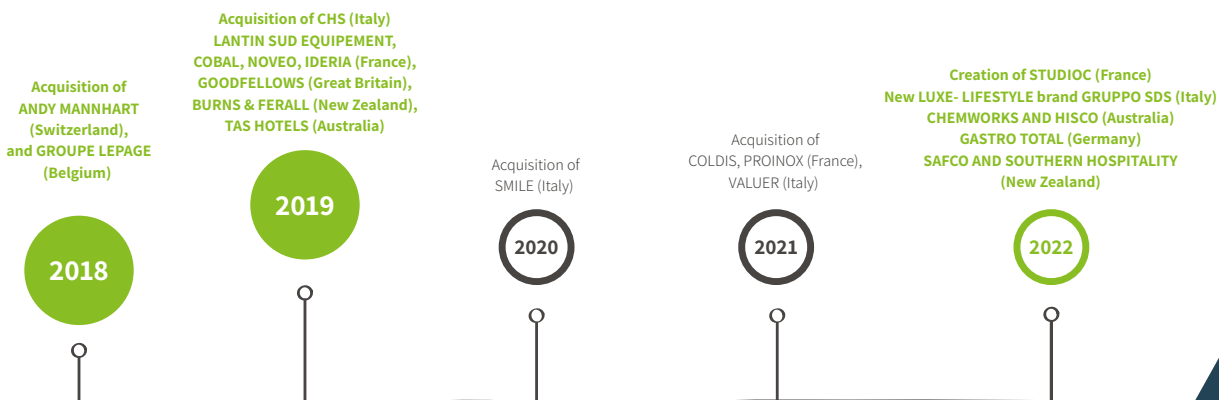 Acquisition of
ANDY MANNHART
(Switzerland),
and GROUPE LEPAGE
(Belgium)
2018
Acquisition of CHS (Italy)
LANTIN SUD EQUIPEMENT,
COBAL, NOVEO, IDERIA (France),
GOODFELLOWS (Great Britain),
BURNS & FERALL (New Zealand),
TAS HOTELS (Australia)
2019
Acquisition of
SMILE (Italy)
2020
Acquisition of
COLDIS, PROINOX (France),
VALUER (Italy)
2021
Creation of STUDIOC (France)
New LUXE- LIFESTYLE brand GRUPPO SDS (Italy)
CHEMWORKS AND HISCO (Australia)
GASTRO TOTAL (Germany)
SAFCO AND SOUTHERN HOSPITALITY
(New Zealand)
2022